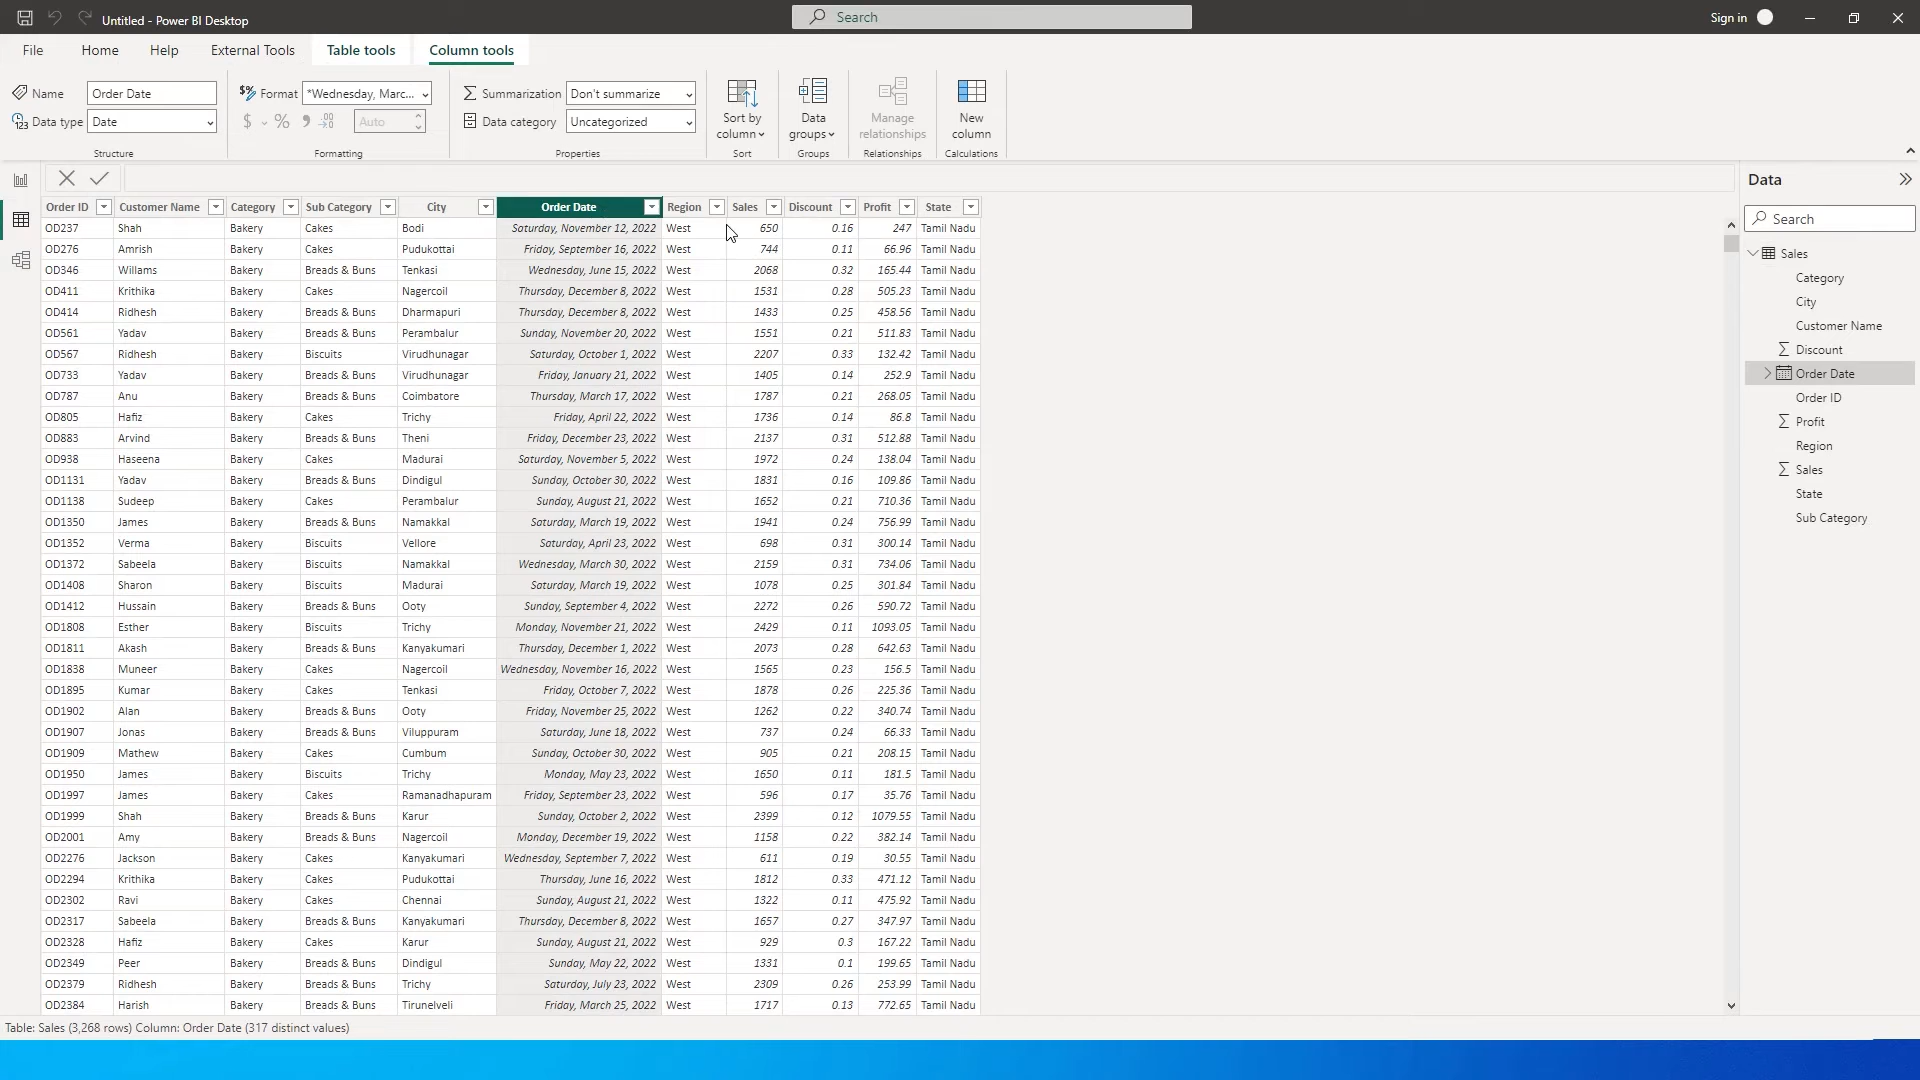 Untitled - Power BI Desktop
Search
Sign in
File Home Help External Tools Table tools Column tools
Name Order Date
Data type Date
Structure
Format *Wednesday, Marc...
$ % 9 Auto
Formatting
Summarization Don't summarize
Data category Uncategorized
Properties
Sort by column
Sort
Data groups
Groups
Manage relationships
Relationships
New column
Calculations
Order ID Customer Name Category Sub Category City Order Date Region Sales Discount Profit State
OD237 Shah Bakery Cakes Bodi Saturday, November 12, 2022 West 650 0.16 247 Tamil Nadu
OD276 Amrish Bakery Cakes Pudukottai Friday, September 16, 2022 West 744 0.11 66.96 Tamil Nadu
OD346 Willams Bakery Breads & Buns Tenkasi Wednesday, June 15, 2022 West 2068 0.32 165.44 Tamil Nadu
OD411 Krithika Bakery Cakes Nagercoil Thursday, December 8, 2022 West 1531 0.28 505.23 Tamil Nadu
OD414 Ridhesh Bakery Breads & Buns Dharmapuri Thursday, December 8, 2022 West 1433 0.25 458.56 Tamil Nadu
OD561 Yadav Bakery Breads & Buns Perambalur Sunday, November 20, 2022 West 1551 0.21 511.83 Tamil Nadu
OD567 Ridhesh Bakery Biscuits Virudhunagar Saturday, October 1, 2022 West 2207 0.33 132.42 Tamil Nadu
OD733 Yadav Bakery Breads & Buns Virudhunagar Friday, January 21, 2022 West 1405 0.14 252.9 Tamil Nadu
OD787 Anu Bakery Breads & Buns Coimbatore Thursday, March 17, 2022 West 1787 0.21 268.05 Tamil Nadu
OD805 Hafiz Bakery Cakes Trichy Friday, April 22, 2022 West 1736 0.14 86.8 Tamil Nadu
OD883 Arvind Bakery Breads & Buns Theni Friday, December 23, 2022 West 2137 0.31 512.88 Tamil Nadu
OD938 Haseena Bakery Cakes Madurai Saturday, November 5, 2022 West 1972 0.24 138.04 Tamil Nadu
OD1131 Yadav Bakery Breads & Buns Dindigul Sunday, October 30, 2022 West 1831 0.16 109.86 Tamil Nadu
OD1138 Sudeep Bakery Cakes Perambalur Sunday, August 21, 2022 West 1652 0.21 710.36 Tamil Nadu
OD1350 James Bakery Breads & Buns Namakkal Saturday, March 19, 2022 West 1941 0.24 756.99 Tamil Nadu
OD1352 Verma Bakery Biscuits Vellore Saturday, April 23, 2022 West 698 0.31 300.14 Tamil Nadu
OD1372 Sabeela Bakery Biscuits Namakkal Wednesday, March 30, 2022 West 2159 0.31 734.06 Tamil Nadu
OD1408 Sharon Bakery Biscuits Madurai Saturday, March 19, 2022 West 1078 0.25 301.84 Tamil Nadu
OD1412 Hussain Bakery Breads & Buns Ooty Sunday, September 4, 2022 West 2272 0.26 590.72 Tamil Nadu
OD1808 Esther Bakery Biscuits Trichy Monday, November 21, 2022 West 2429 0.11 1093.05 Tamil Nadu
OD1811 Akash Bakery Breads & Buns Kanyakumari Thursday, December 1, 2022 West 2073 0.28 642.63 Tamil Nadu
OD1838 Muneer Bakery Cakes Nagercoil Wednesday, November 16, 2022 West 1565 0.23 156.5 Tamil Nadu
OD1895 Kumar Bakery Cakes Tenkasi Friday, October 7, 2022 West 1878 0.26 225.36 Tamil Nadu
OD1902 Alan Bakery Breads & Buns Ooty Friday, November 25, 2022 West 1262 0.22 340.74 Tamil Nadu
OD1907 Jonas Bakery Breads & Buns Viluppuram Saturday, June 18, 2022 West 737 0.24 66.33 Tamil Nadu
OD1909 Mathew Bakery Cakes Cumbum Sunday, October 30, 2022 West 905 0.21 208.15 Tamil Nadu
OD1950 James Bakery Biscuits Trichy Monday, May 23, 2022 West 1650 0.11 181.5 Tamil Nadu
OD1997 James Bakery Cakes Ramanadhapuram Friday, September 23, 2022 West 596 0.17 35.76 Tamil Nadu
OD1999 Shah Bakery Breads & Buns Karur Sunday, October 2, 2022 West 2399 0.12 1079.55 Tamil Nadu
OD2001 Amy Bakery Breads & Buns Nagercoil Monday, December 19, 2022 West 1158 0.22 382.14 Tamil Nadu
OD2276 Jackson Bakery Cakes Kanyakumari Wednesday, September 7, 2022 West 611 0.19 30.55 Tamil Nadu
OD2294 Krithika Bakery Cakes Pudukottai Thursday, June 16, 2022 West 1812 0.33 471.12 Tamil Nadu
OD2302 Ravi Bakery Cakes Chennai Sunday, August 21, 2022 West 1322 0.11 475.92 Tamil Nadu
OD2317 Sabeela Bakery Breads & Buns Kanyakumari Thursday, December 8, 2022 West 1657 0.27 347.97 Tamil Nadu
OD2328 Hafiz Bakery Cakes Karur Sunday, August 21, 2022 West 929 0.3 167.22 Tamil Nadu
OD2349 Peer Bakery Breads & Buns Dindigul Sunday, May 22, 2022 West 1331 0.1 199.65 Tamil Nadu
OD2379 Ridhesh Bakery Breads & Buns Trichy Saturday, July 23, 2022 West 2309 0.26 253.99 Tamil Nadu
OD2384 Harish Bakery Breads & Buns Tirunelveli Friday, March 25, 2022 West 1717 0.13 772.65 Tamil Nadu
Table: Sales (3,268 rows) Column: Order Date (317 distinct values)
Data
Search
Sales
Category
City
Customer Name
Discount
Order Date
Order ID
Profit
Region
Sales
State
Sub Category